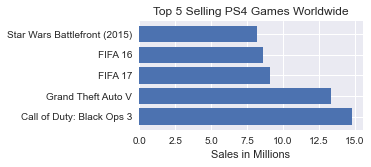 Top 5 Selling PS4 Games Worldwide
Star Wars Battlefront (2015)
FIFA 16
FIFA 17
Grand Theft Auto V
Call of Duty: Black Ops 3
0.0 2.5 5.0 7.5 10.0 12.5 15.0
Sales in Millions